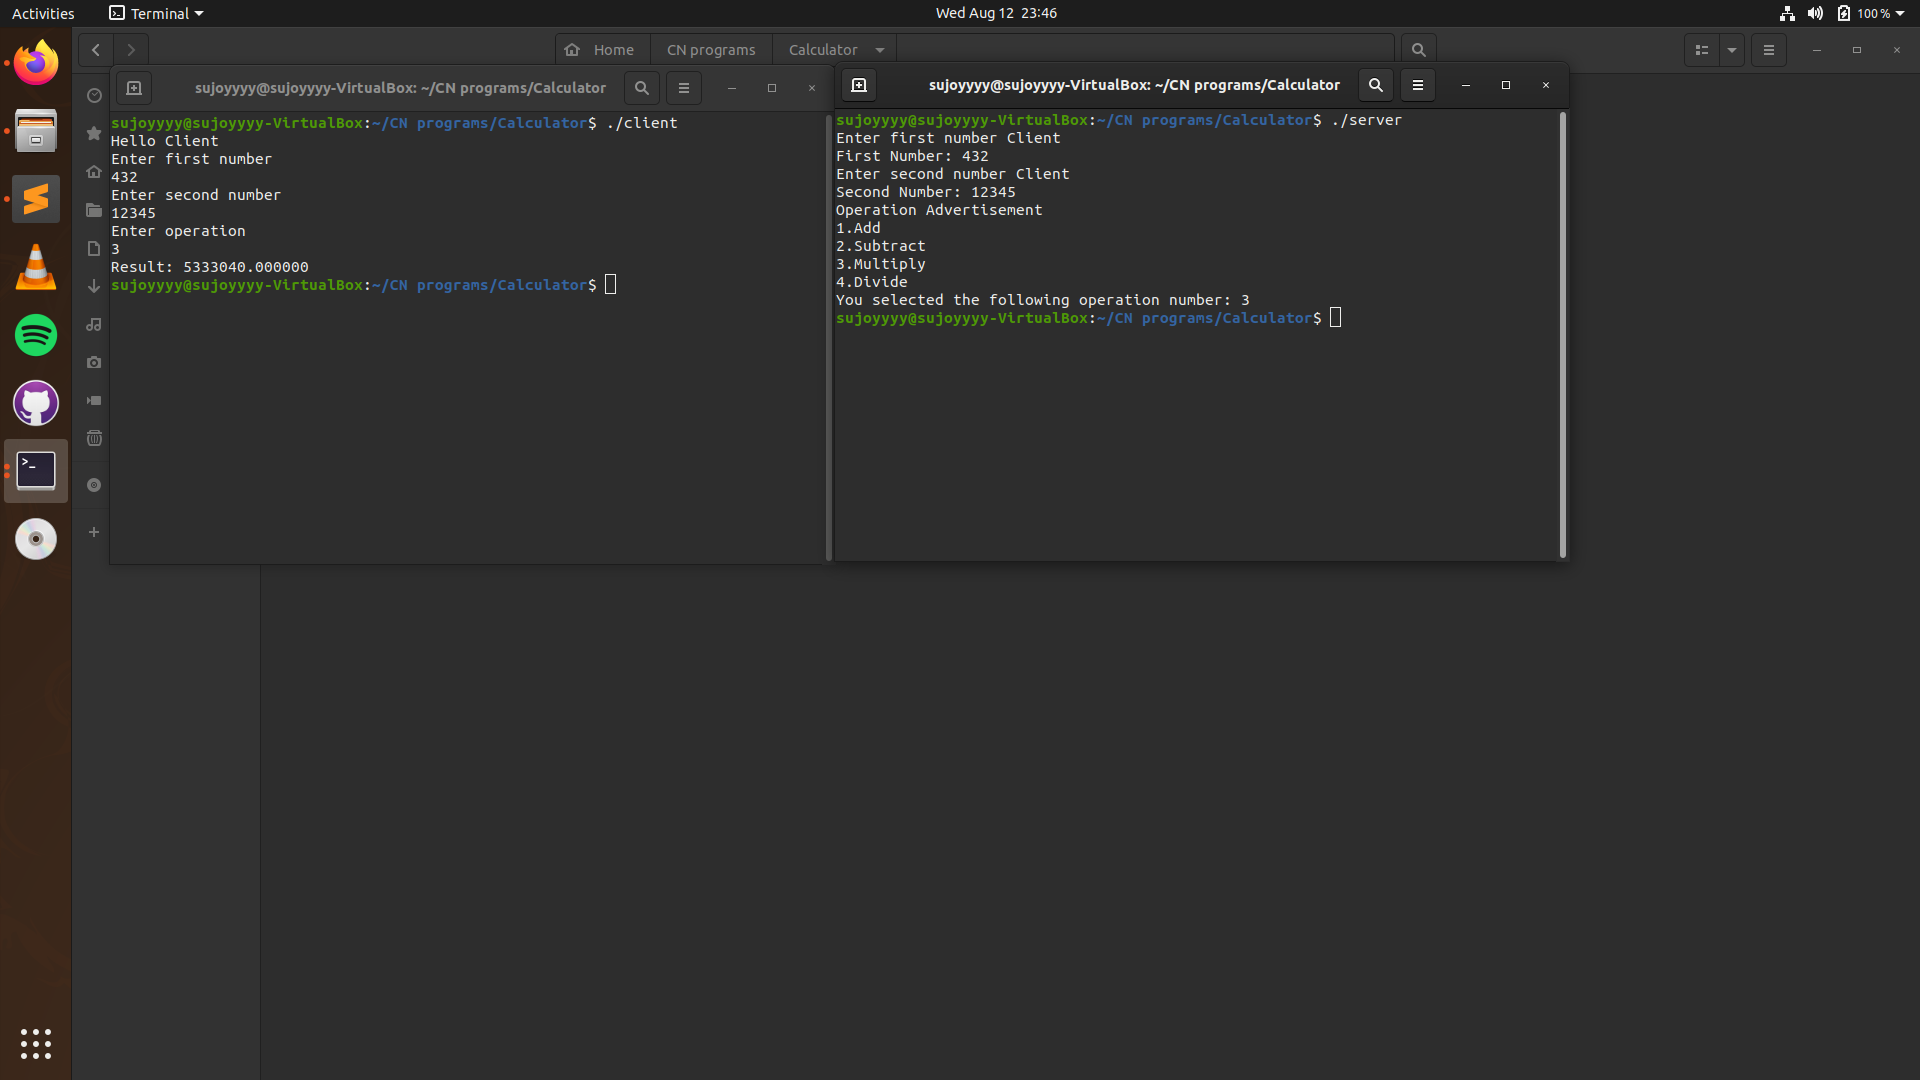 Activities
Terminal
Wed Aug 12 23:46
100 %
Home
CN programs
Calculator
sujoyyyy@sujoyyyy-VirtualBox: ~/CN programs/Calculator
sujoyyyy@sujoyyyy-VirtualBox:~/CN programs/Calculator$ ./client
Hello Client
Enter first number
432
Enter second number
12345
Enter operation
3
Result: 5333040.000000
sujoyyyy@sujoyyyy-VirtualBox:~/CN programs/Calculator$
sujoyyyy@sujoyyyy-VirtualBox: ~/CN programs/Calculator
sujoyyyy@sujoyyyy-VirtualBox:~/CN programs/Calculator$ ./server
Enter first number Client
First Number: 432
Enter second number Client
Second Number: 12345
Operation Advertisement
1.Add
2.Subtract
3.Multiply
4.Divide
You selected the following operation number: 3
sujoyyyy@sujoyyyy-VirtualBox:~/CN programs/Calculator$